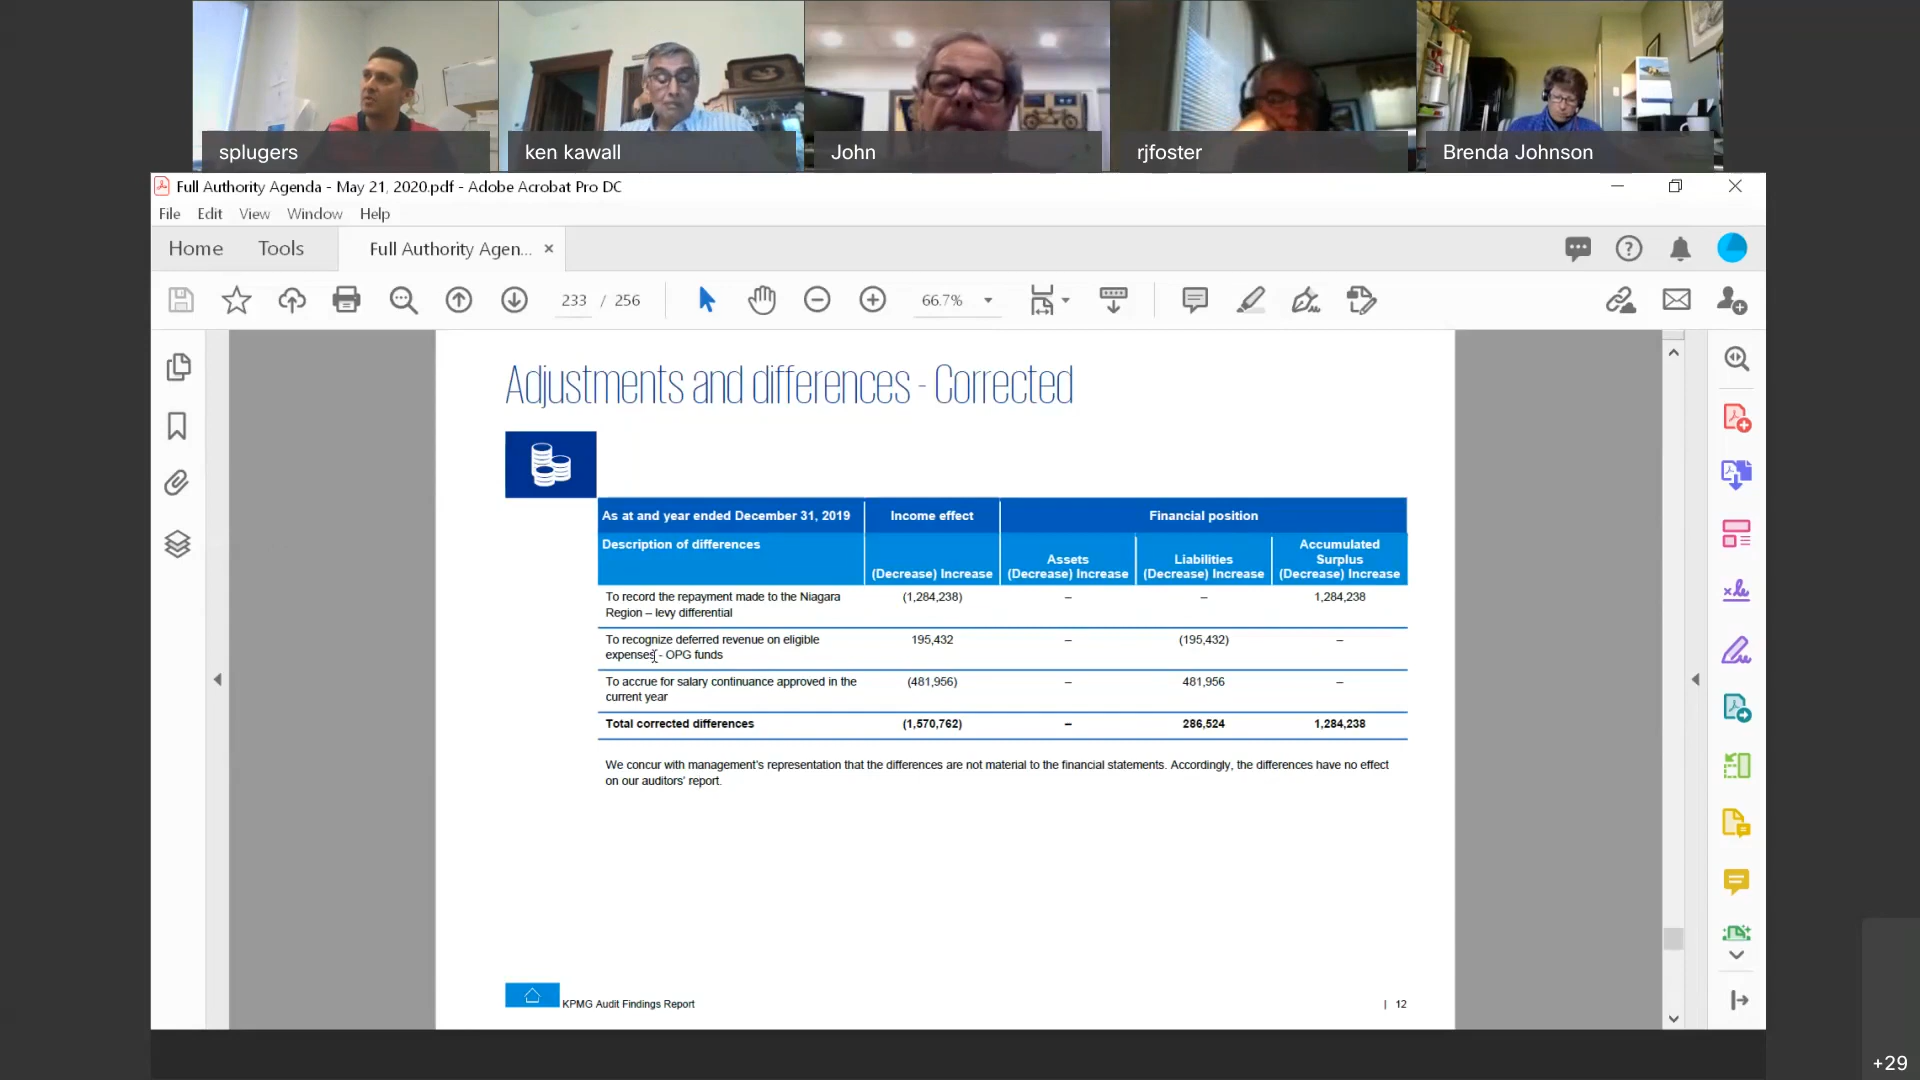 splugers
ken kawall
John
rjfoster
Brenda Johnson
Full Authority Agenda - May 21, 2020.pdf - Adobe Acrobat Pro DC
File Edit View Window Help
Home Tools Full Authority Agen... ×
233 / 256 66.7%
Adjustments and differences - Corrected
As at and year ended December 31, 2019 Income effect Financial position
Description of differences (Decrease) Increase Assets (Decrease) Increase Liabilities (Decrease) Increase Accumulated Surplus (Decrease) Increase
To record the repayment made to the Niagara (1,284,238) – – 1,284,238
Region – levy differential
To recognize deferred revenue on eligible 195,432 – (195,432) –
expenses - OPG funds
To accrue for salary continuance approved in the (481,956) – 481,956 –
current year
Total corrected differences (1,570,762) – 286,524 1,284,238
We concur with management's representation that the differences are not material to the financial statements. Accordingly, the differences have no effect
on our auditors' report.
KPMG Audit Findings Report | 12
+29